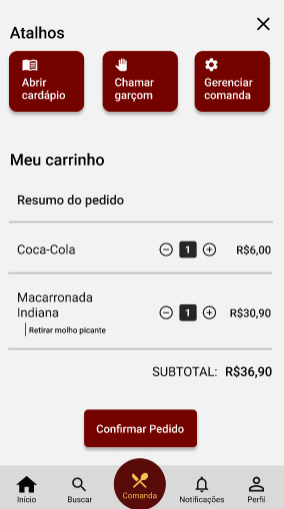 Atalhos
Abrir
cardápio
Chamar
garçom
Gerenciar
comanda
Meu carrinho
Resumo do pedido
Coca-Cola 1 R$6,00
Macarronada
Indiana 1 R$30,90
Retirar molho picante
SUBTOTAL: R$36,90
Confirmar Pedido
Início Buscar Comanda Notificações Perfil